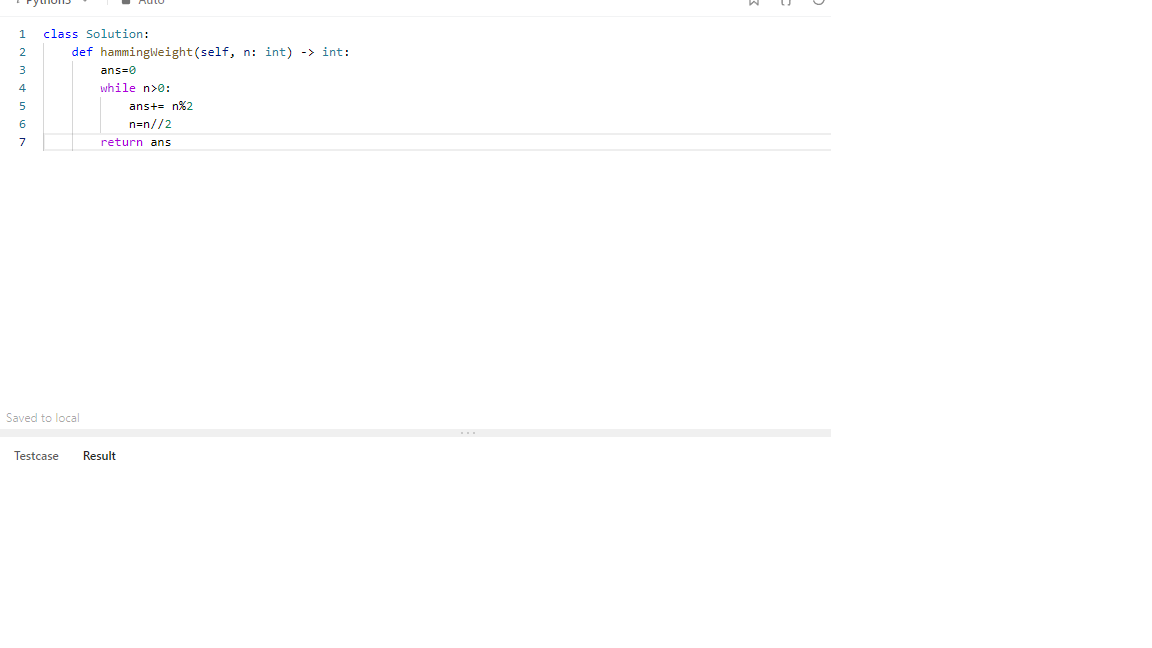 Python3 Auto
1 class Solution:
2 def hammingWeight(self, n: int) -> int:
3 ans=0
4 while n>0:
5 ans+= n%2
6 n=n//2
7 return ans
Saved to local
Testcase Result